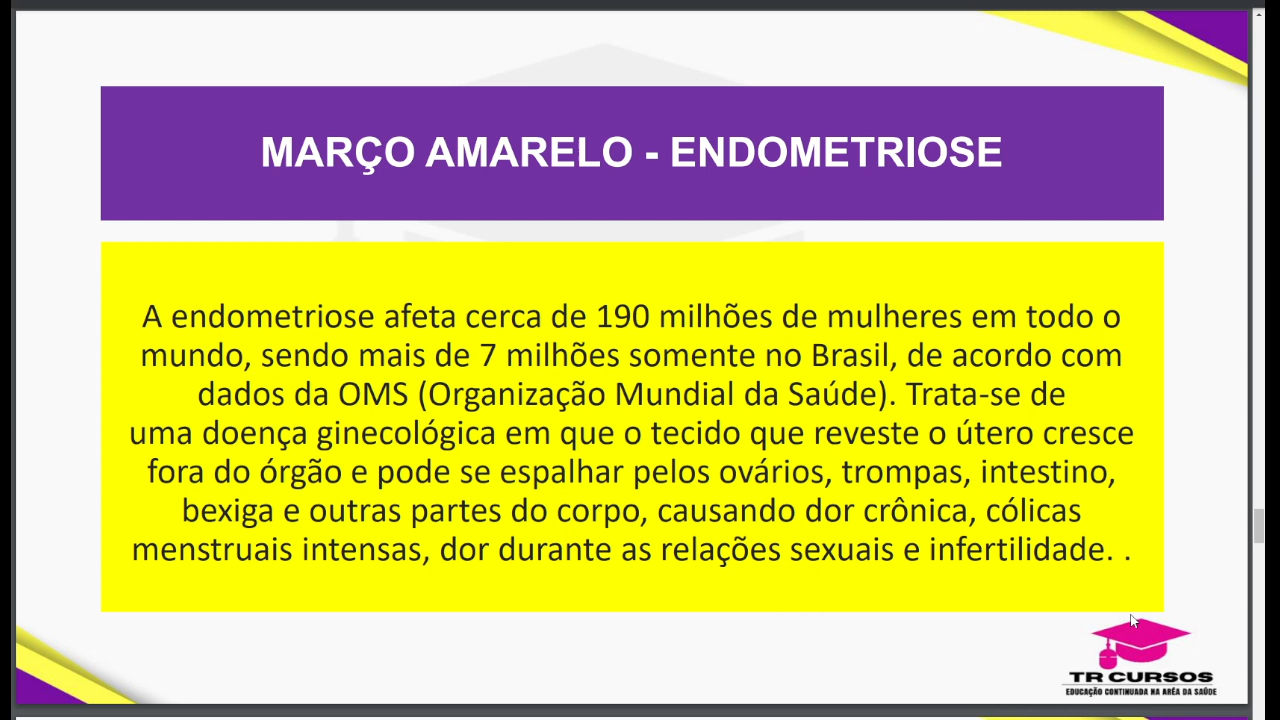 MARÇO AMARELO - ENDOMETRIOSE
A endometriose afeta cerca de 190 milhões de mulheres em todo o
mundo, sendo mais de 7 milhões somente no Brasil, de acordo com
dados da OMS (Organização Mundial da Saúde). Trata-se de
uma doença ginecológica em que o tecido que reveste o útero cresce
fora do órgão e pode se espalhar pelos ovários, trompas, intestino,
bexiga e outras partes do corpo, causando dor crônica, cólicas
menstruais intensas, dor durante as relações sexuais e infertilidade. .
TR CURSOS
EDUCAÇÃO CONTINUADA NA ARÉA DA SAÚDE